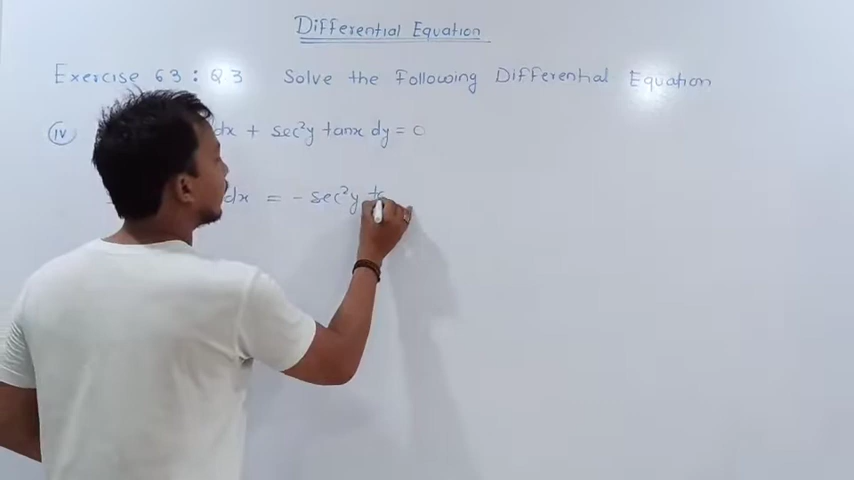 Differential Equation
Exercise 6.3 : Q.3 Solve the Following Differential Equation
(iv) dx + sec²y tanx dy = 0
dx = - sec²y